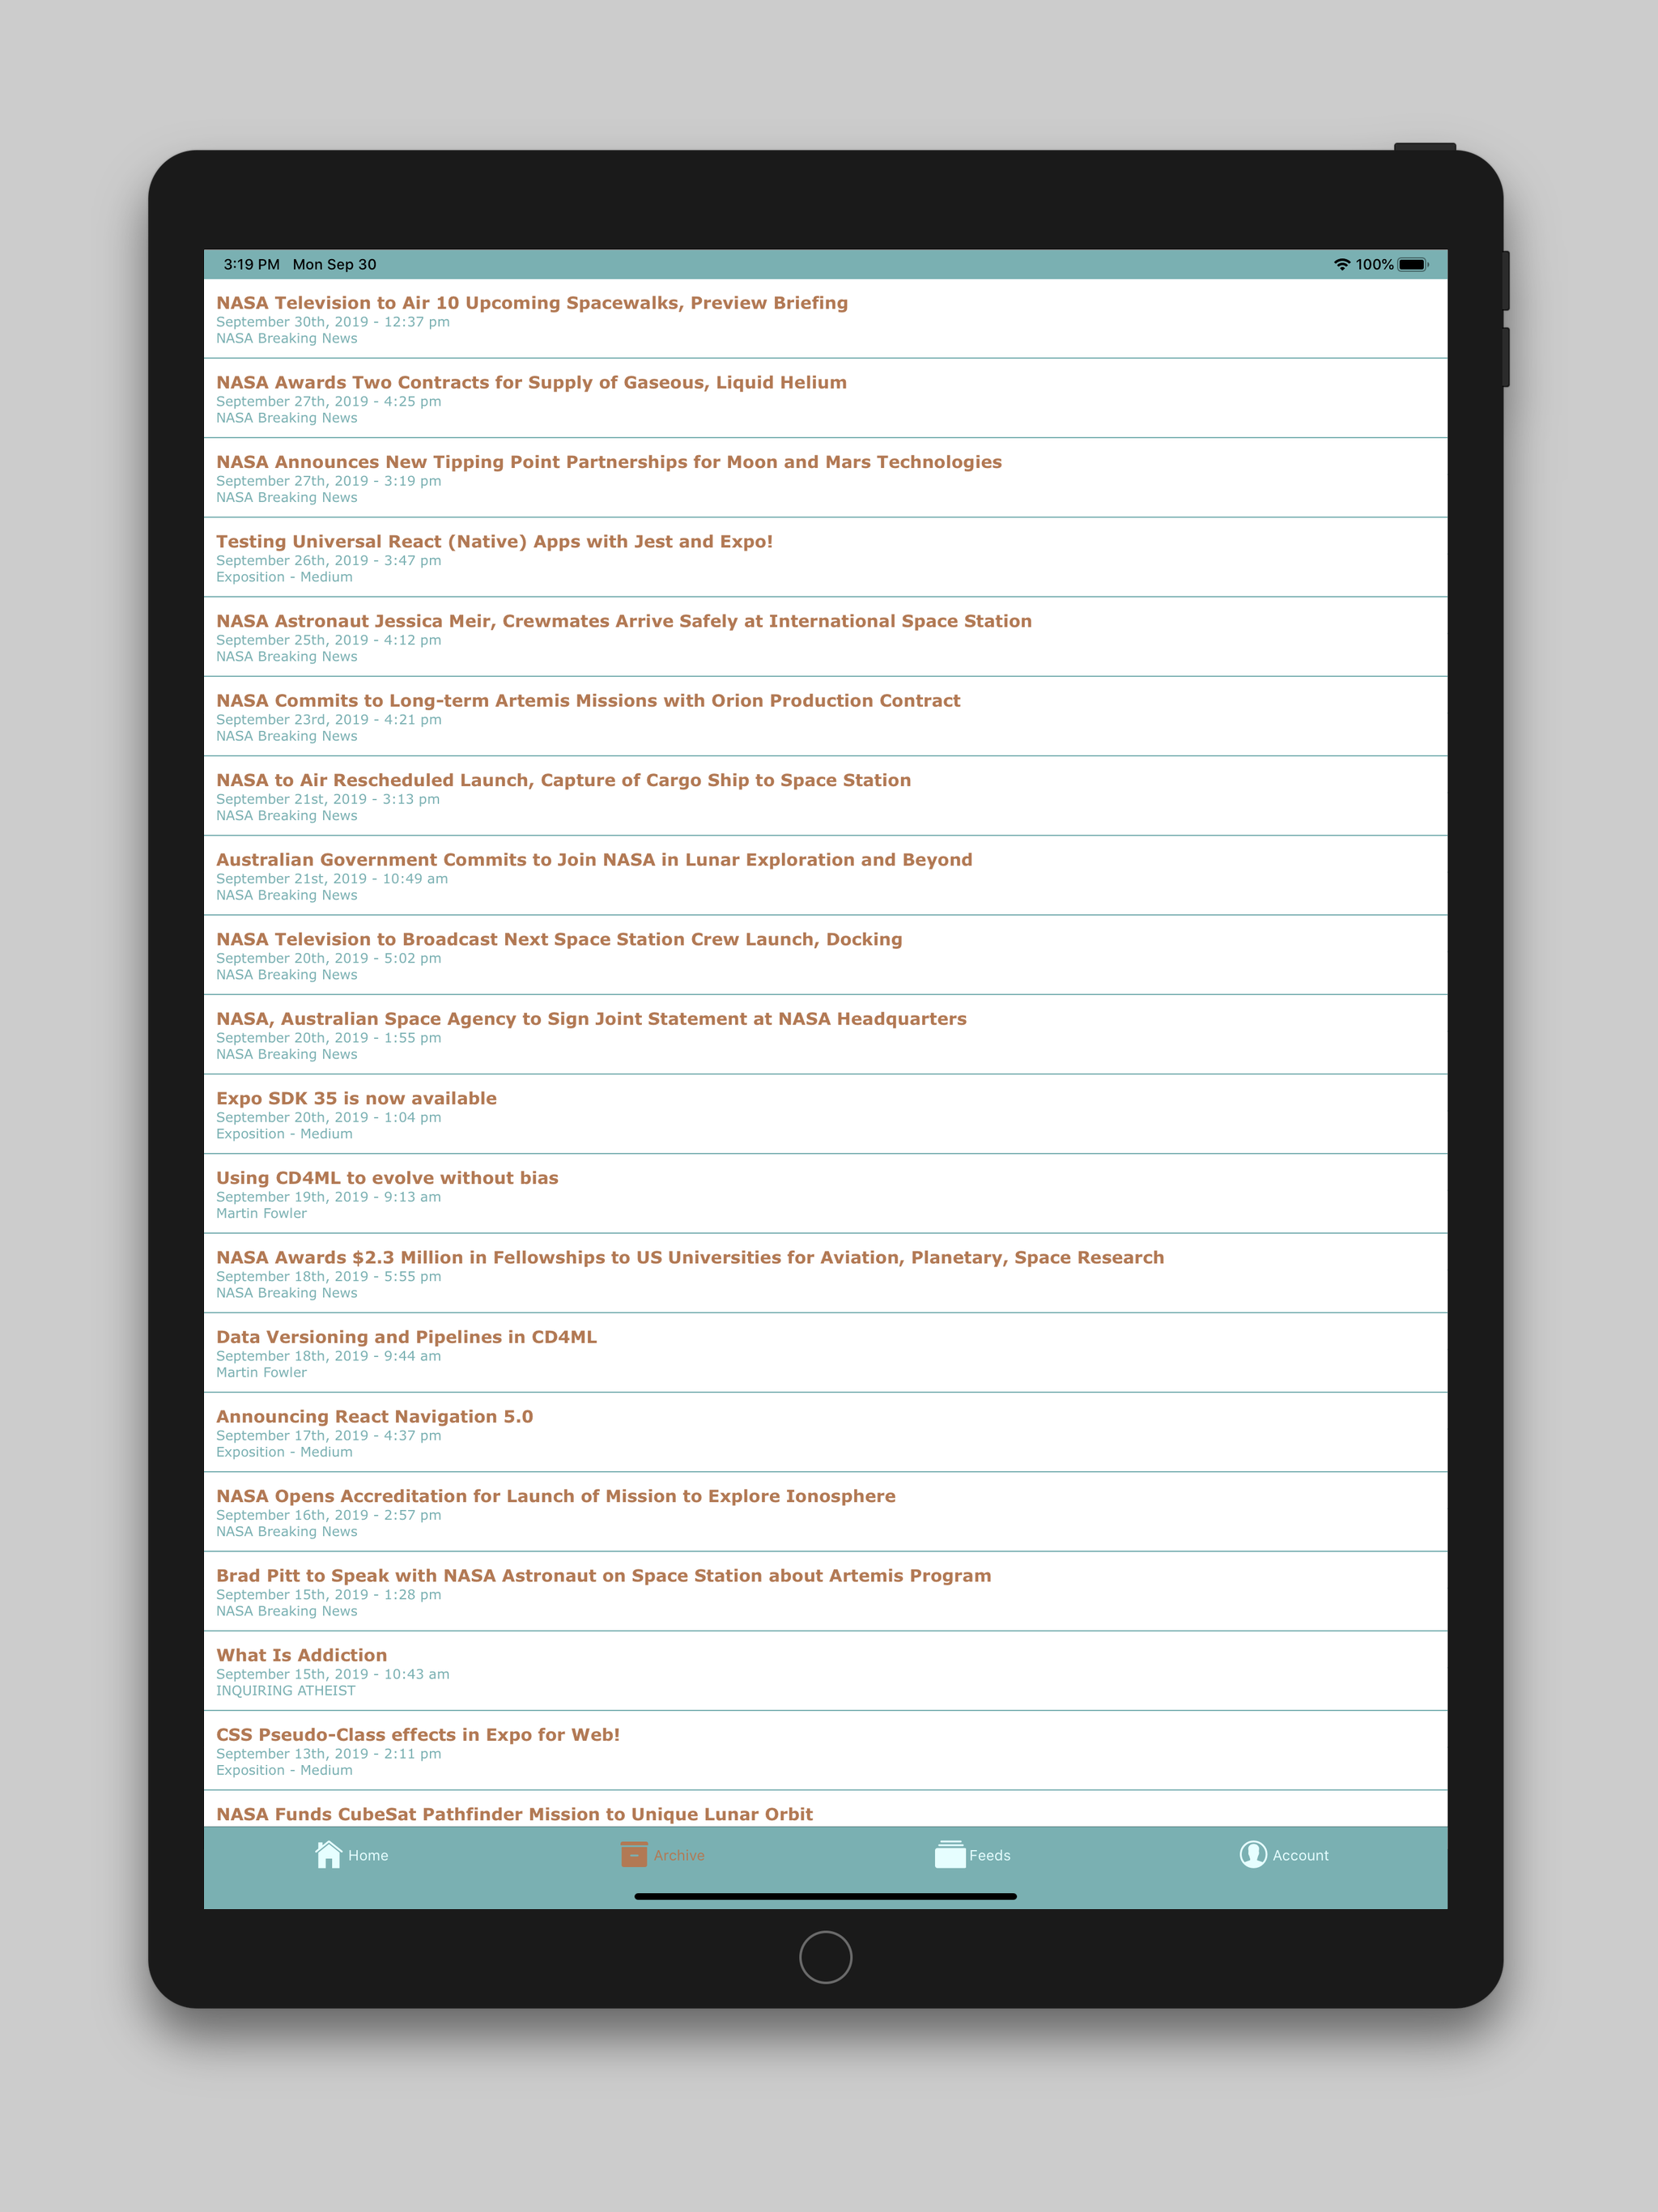 3:19 PM Mon Sep 30 100%
NASA Television to Air 10 Upcoming Spacewalks, Preview Briefing
September 30th, 2019 - 12:37 pm
NASA Breaking News
NASA Awards Two Contracts for Supply of Gaseous, Liquid Helium
September 27th, 2019 - 4:25 pm
NASA Breaking News
NASA Announces New Tipping Point Partnerships for Moon and Mars Technologies
September 27th, 2019 - 3:19 pm
NASA Breaking News
Testing Universal React (Native) Apps with Jest and Expo!
September 26th, 2019 - 3:47 pm
Exposition - Medium
NASA Astronaut Jessica Meir, Crewmates Arrive Safely at International Space Station
September 25th, 2019 - 4:12 pm
NASA Breaking News
NASA Commits to Long-term Artemis Missions with Orion Production Contract
September 23rd, 2019 - 4:21 pm
NASA Breaking News
NASA to Air Rescheduled Launch, Capture of Cargo Ship to Space Station
September 21st, 2019 - 3:13 pm
NASA Breaking News
Australian Government Commits to Join NASA in Lunar Exploration and Beyond
September 21st, 2019 - 10:49 am
NASA Breaking News
NASA Television to Broadcast Next Space Station Crew Launch, Docking
September 20th, 2019 - 5:02 pm
NASA Breaking News
NASA, Australian Space Agency to Sign Joint Statement at NASA Headquarters
September 20th, 2019 - 1:55 pm
NASA Breaking News
Expo SDK 35 is now available
September 20th, 2019 - 1:04 pm
Exposition - Medium
Using CD4ML to evolve without bias
September 19th, 2019 - 9:13 am
Martin Fowler
NASA Awards $2.3 Million in Fellowships to US Universities for Aviation, Planetary, Space Research
September 18th, 2019 - 5:55 pm
NASA Breaking News
Data Versioning and Pipelines in CD4ML
September 18th, 2019 - 9:44 am
Martin Fowler
Announcing React Navigation 5.0
September 17th, 2019 - 4:37 pm
Exposition - Medium
NASA Opens Accreditation for Launch of Mission to Explore Ionosphere
September 16th, 2019 - 2:57 pm
NASA Breaking News
Brad Pitt to Speak with NASA Astronaut on Space Station about Artemis Program
September 15th, 2019 - 1:28 pm
NASA Breaking News
What Is Addiction
September 15th, 2019 - 10:43 am
INQUIRING ATHEIST
CSS Pseudo-Class effects in Expo for Web!
September 13th, 2019 - 2:11 pm
Exposition - Medium
NASA Funds CubeSat Pathfinder Mission to Unique Lunar Orbit
Home Archive Feeds Account